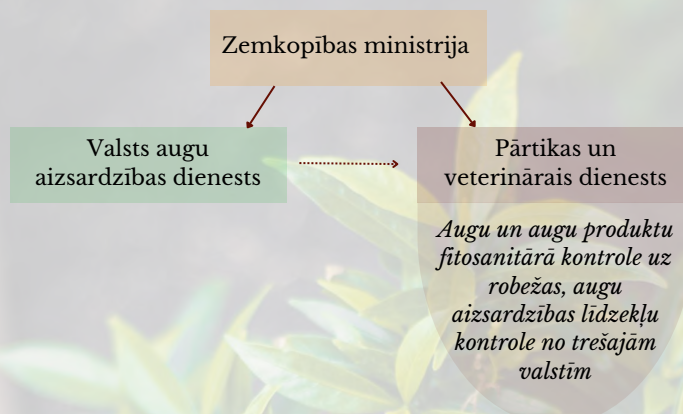 Zemkopības ministrija
Valsts augu
aizsardzības dienests
Pārtikas un
veterinārais dienests
Augu un augu produktu
fitosanitārā kontrole uz
robežas, augu
aizsardzības līdzekļu
kontrole no trešajām
valstīm